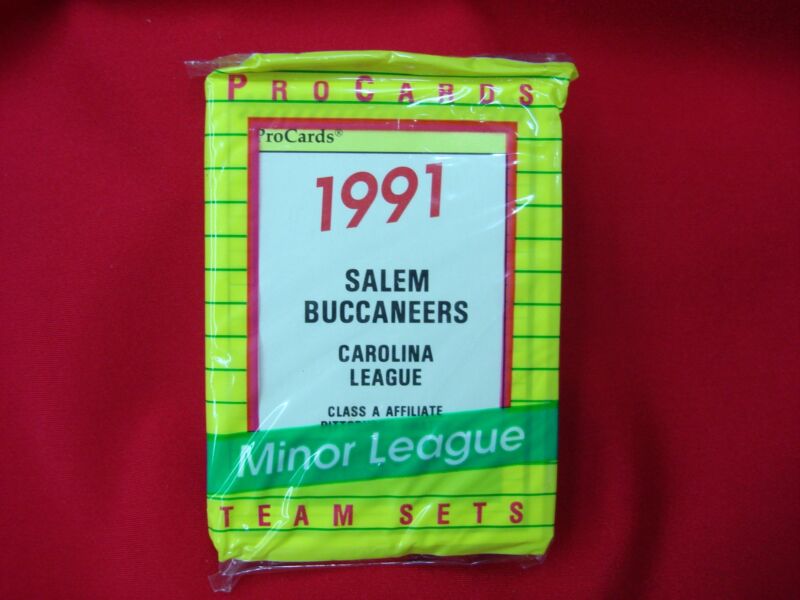 PROCARDS
ProCards®
1991
SALEM
BUCCANEERS
CAROLINA
LEAGUE
CLASS A AFFILIATE
Minor League
TEAM SETS